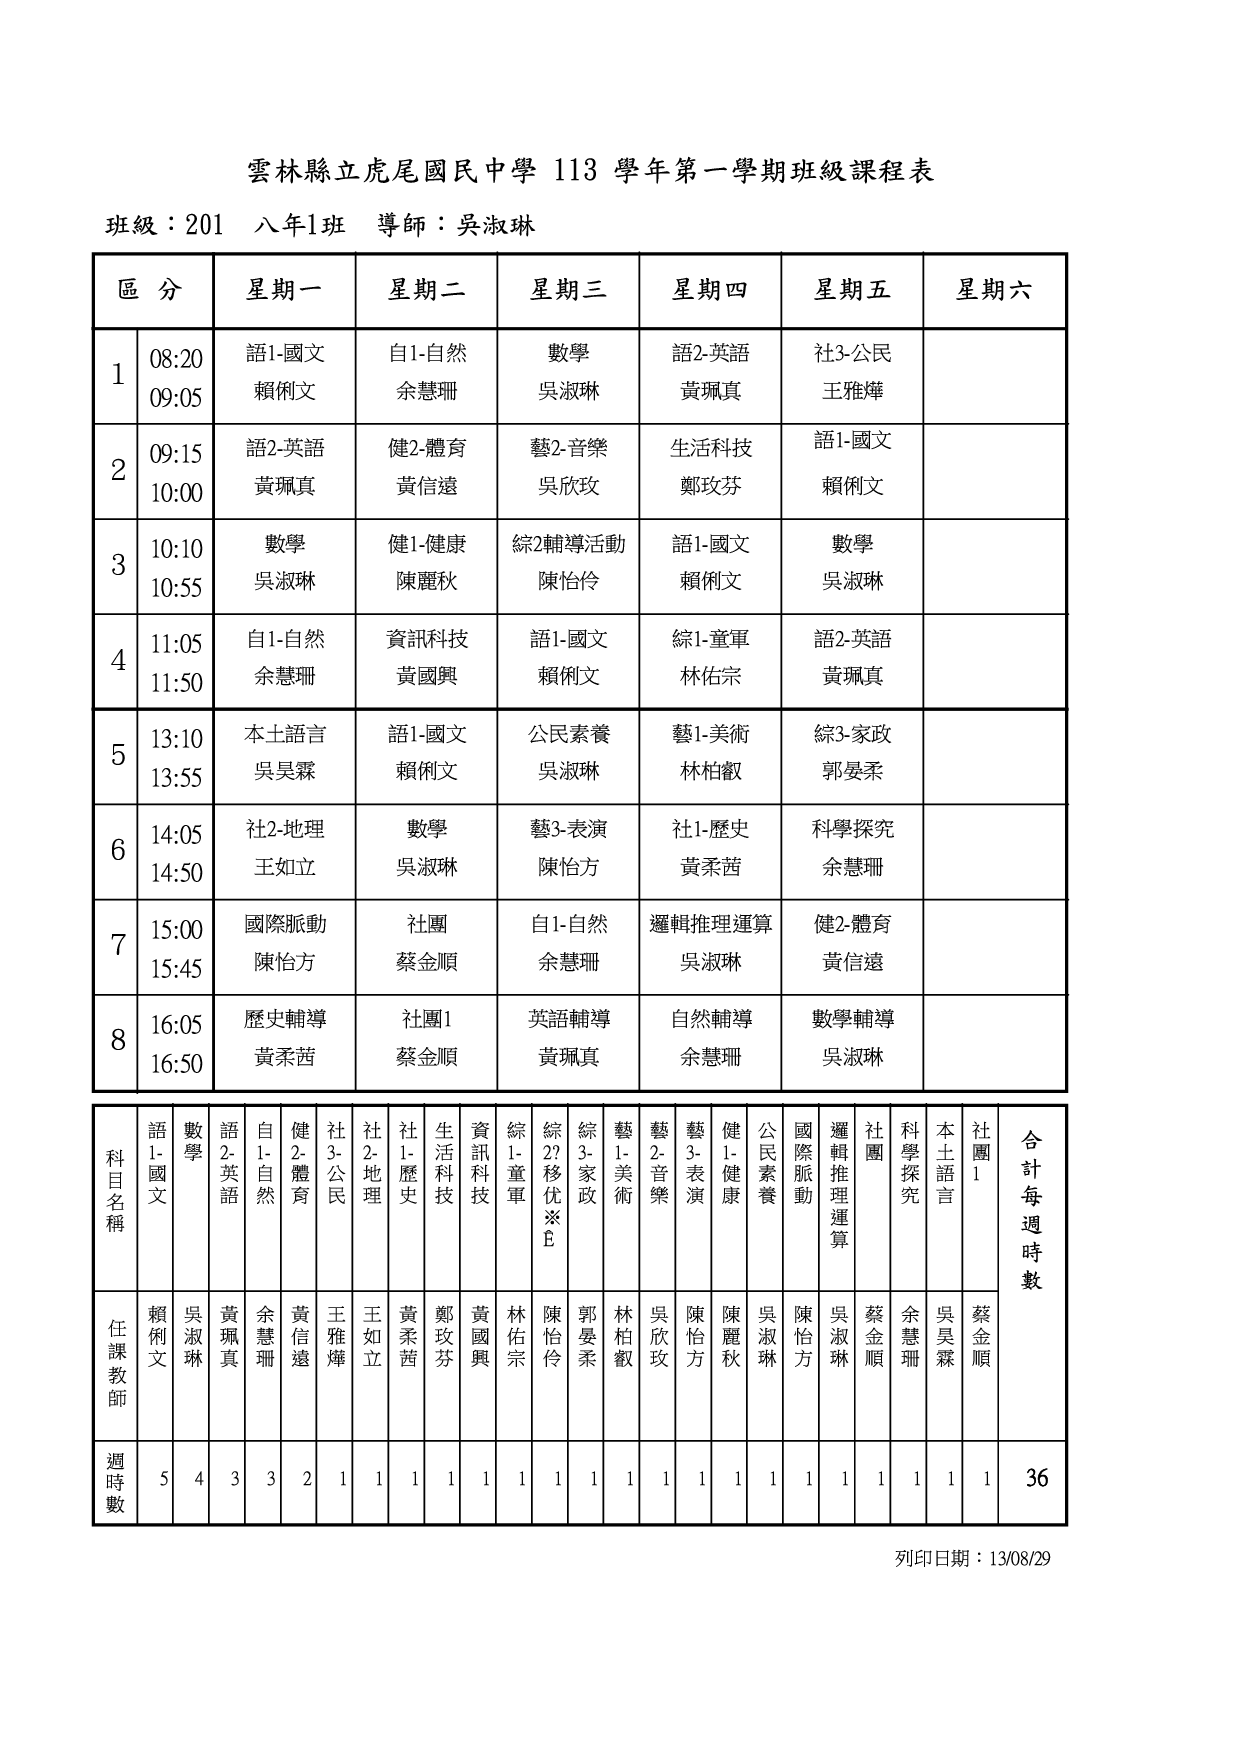 雲林縣立虎尾國民中學 113 學年第一學期班級課程表
班級：201 八年1班 導師：吳淑琳
區 分 星期一 星期二 星期三 星期四 星期五 星期六
1 08:20 09:05
語1-國文 自1-自然 數學 語2-英語 社3-公民
賴俐文 余慧珊 吳淑琳 黃珮真 王雅燁
2 09:15 10:00
語2-英語 健2-體育 藝2-音樂 生活科技 語1-國文
黃珮真 黃信遠 吳欣玫 鄭玫芬 賴俐文
3 10:10 10:55
數學 健1-健康 綜2輔導活動 語1-國文 數學
吳淑琳 陳麗秋 陳怡伶 賴俐文 吳淑琳
4 11:05 11:50
自1-自然 資訊科技 語1-國文 綜1-童軍 語2-英語
余慧珊 黃國興 賴俐文 林佑宗 黃珮真
5 13:10 13:55
本土語言 語1-國文 公民素養 藝1-美術 綜3-家政
吳昊霖 賴俐文 吳淑琳 林柏叡 郭晏柔
6 14:05 14:50
社2-地理 數學 藝3-表演 社1-歷史 科學探究
王如立 吳淑琳 陳怡方 黃柔茜 余慧珊
7 15:00 15:45
國際脈動 社團 自1-自然 邏輯推理運算 健2-體育
陳怡方 蔡金順 余慧珊 吳淑琳 黃信遠
8 16:05 16:50
歷史輔導 社團1 英語輔導 自然輔導 數學輔導
黃柔茜 蔡金順 黃珮真 余慧珊 吳淑琳
科目名稱 語1-國文 數學 語2-英語 自1-自然 健2-體育 社3-公民 社2-地理 社1-歷史 生活科技 資訊科技 綜1-童軍 綜2?移优※È 綜3-家政 藝1-美術 藝2-音樂 藝3-表演 健1-健康 公民素養 國際脈動 邏輯推理運算 社團 科學探究 本土語言 社團1 合計每週時數
任課教師 賴俐文 吳淑琳 黃珮真 余慧珊 黃信遠 王雅燁 王如立 黃柔茜 鄭玫芬 黃國興 林佑宗 陳怡伶 郭晏柔 林柏叡 吳欣玫 陳怡方 陳麗秋 吳淑琳 陳怡方 吳淑琳 蔡金順 余慧珊 吳昊霖 蔡金順
週時數 5 4 3 3 2 1 1 1 1 1 1 1 1 1 1 1 1 1 1 1 1 1 1 1 36
列印日期：13/08/29